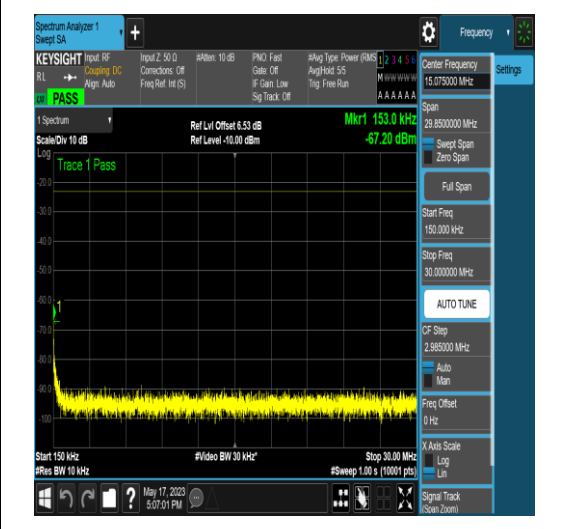 Spectrum Analyzer 1
Swept SA
Frequency
KEYSIGHT
RL
Input: RF
Coupling: DC
Align: Auto
Input Z: 50 Ω
Corrections: Off
Freq Ref: Int (S)
#Atten: 10 dB
PNO: Fast
Gate: Off
IF Gain: Low
Sig Track: Off
#Avg Type: Power (RMS
Avg|Hold: 5/5
Trig: Free Run
1 2 3 4 5 6
M W W W W W
A A A A A A
PASS
1 Spectrum
Scale/Div 10 dB
Ref Lvl Offset 6.53 dB
Ref Level -10.00 dBm
Mkr1 153.0 kHz
-67.20 dBm
Log
Trace 1 Pass
-20.0
-30.0
-40.0
-50.0
-60.0
1
-70.0
-80.0
-90.0
-100
Start 150 kHz
#Res BW 10 kHz
#Video BW 30 kHz*
Stop 30.00 MHz
#Sweep 1.00 s (10001 pts)
May 17, 2023
5:07:01 PM
?
Settings
Center Frequency
15.075000 MHz
Span
29.8500000 MHz
Swept Span
Zero Span
Full Span
Start Freq
150.000 kHz
Stop Freq
30.000000 MHz
AUTO TUNE
CF Step
2.985000 MHz
Auto
Man
Freq Offset
0 Hz
X Axis Scale
Log
Lin
Signal Track
(Span Zoom)